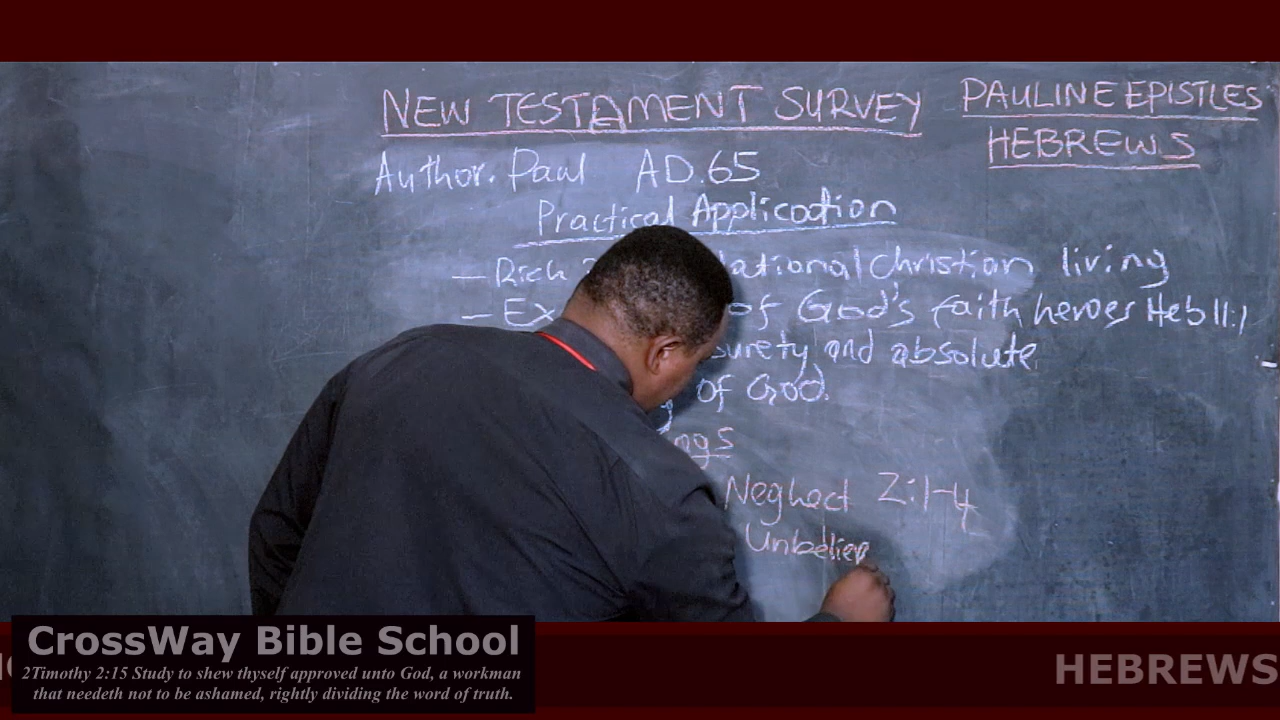 NEW TESTAMENT SURVEY
PAULINE EPISTLES
HEBREWS
Author. Paul AD.65
Practical Application
– Rich lational Christian living
– Ex of God's faith heroes Heb 11:1
surety and absolute
of God.
ngs
Neglect 2:1-4
Unbelief
CrossWay Bible School
2Timothy 2:15 Study to shew thyself approved unto God, a workman
that needeth not to be ashamed, rightly dividing the word of truth.
HEBREWS